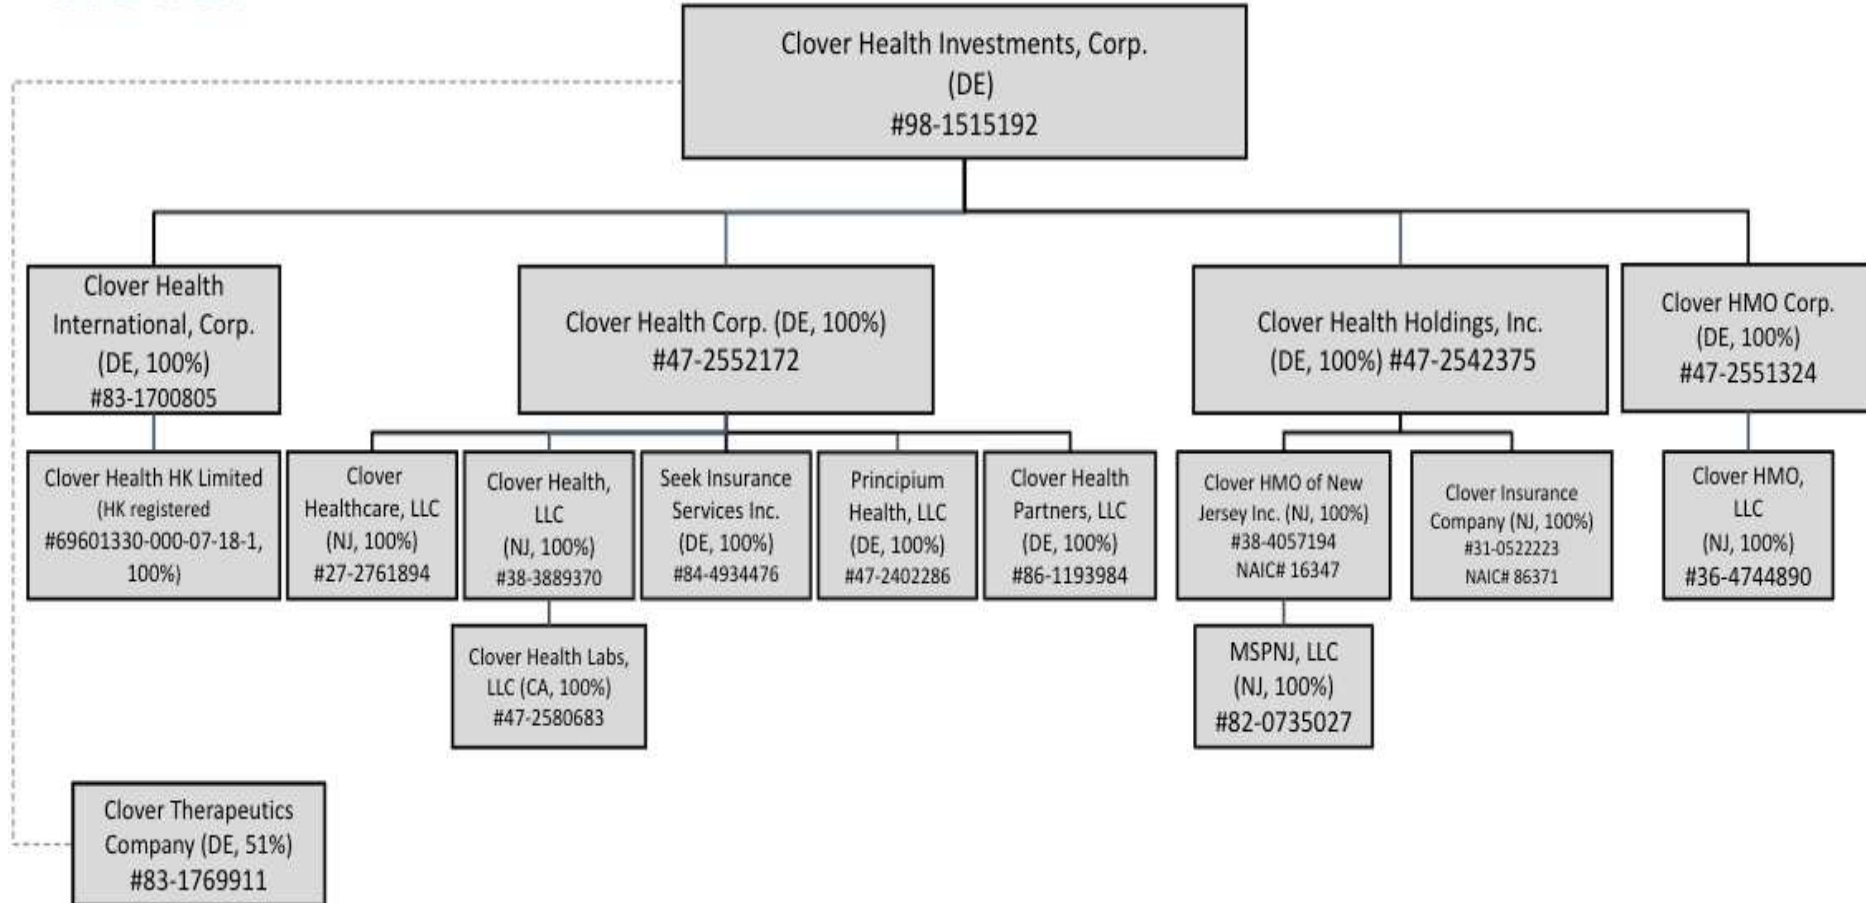 Clover Health Investments, Corp.
(DE)
#98-1515192
Clover Health
International, Corp.
(DE, 100%)
#83-1700805
Clover Health Corp. (DE, 100%)
#47-2552172
Clover Health Holdings, Inc.
(DE, 100%) #47-2542375
Clover HMO Corp.
(DE, 100%)
#47-2551324
Clover Health HK Limited
(HK registered
#69601330-000-07-18-1,
100%)
Clover
Healthcare, LLC
(NJ, 100%)
#27-2761894
Clover Health,
LLC
(NJ, 100%)
#38-3889370
Seek Insurance
Services Inc.
(DE, 100%)
#84-4934476
Principium
Health, LLC
(DE, 100%)
#47-2402286
Clover Health
Partners, LLC
(DE, 100%)
#86-1193984
Clover HMO of New
Jersey Inc. (NJ, 100%)
#38-4057194
NAIC# 16347
Clover Insurance
Company (NJ, 100%)
#31-0522223
NAIC# 86371
Clover HMO,
LLC
(NJ, 100%)
#36-4744890
Clover Health Labs,
LLC (CA, 100%)
#47-2580683
MSPNJ, LLC
(NJ, 100%)
#82-0735027
Clover Therapeutics
Company (DE, 51%)
#83-1769911